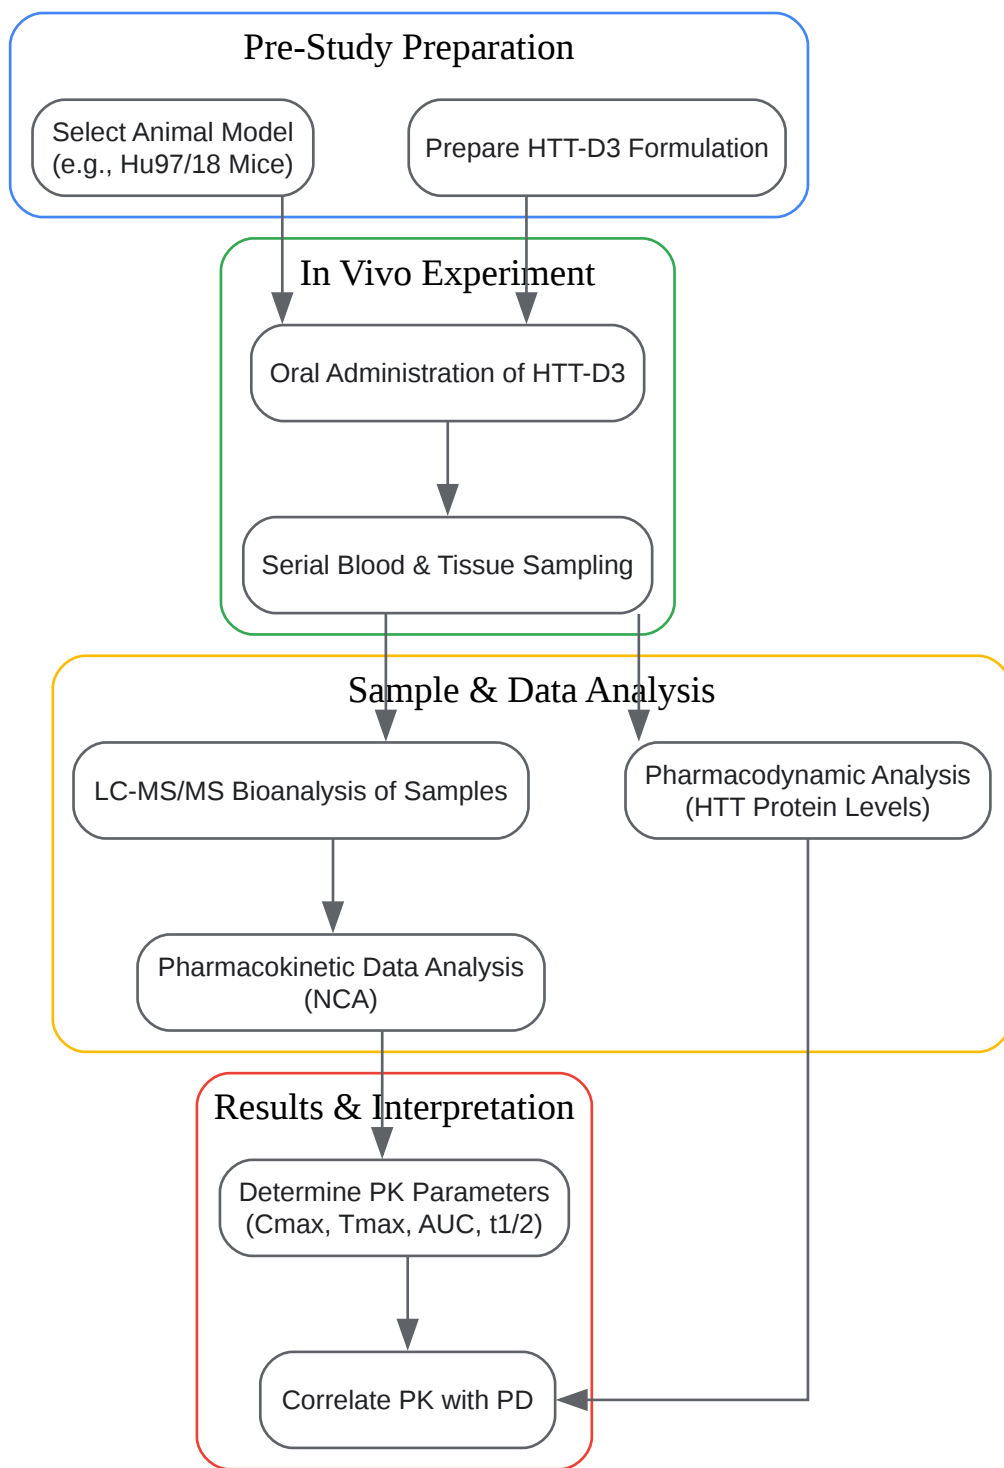 Pre-Study Preparation
Select Animal Model
(e.g., Hu97/18 Mice)
Prepare HTT-D3 Formulation
In Vivo Experiment
Oral Administration of HTT-D3
Serial Blood & Tissue Sampling
Sample & Data Analysis
LC-MS/MS Bioanalysis of Samples
Pharmacodynamic Analysis
(HTT Protein Levels)
Pharmacokinetic Data Analysis
(NCA)
Results & Interpretation
Determine PK Parameters
(Cmax, Tmax, AUC, t1/2)
Correlate PK with PD